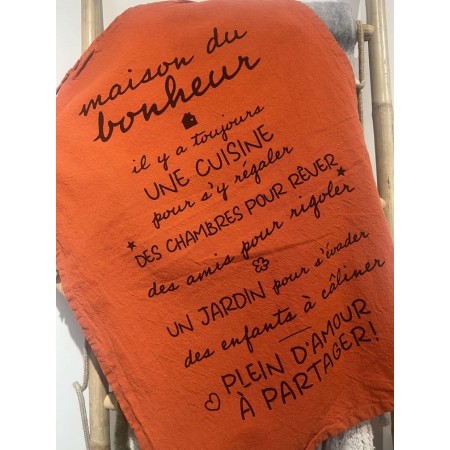 maison du
bonheur
il y a toujours
UNE CUISINE
pour s'y régaler
DES CHAMBRES POUR RÊVER
des amis pour rigoler
UN JARDIN pour s'évader
des enfants à câliner
PLEIN D'AMOUR
À PARTAGER!